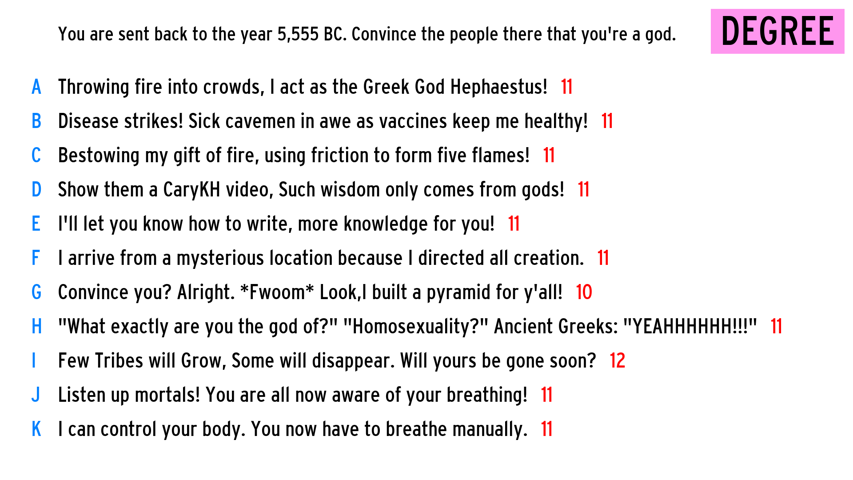 You are sent back to the year 5,555 BC. Convince the people there that you're a god.
DEGREE
A Throwing fire into crowds, I act as the Greek God Hephaestus! 11
B Disease strikes! Sick cavemen in awe as vaccines keep me healthy! 11
C Bestowing my gift of fire, using friction to form five flames! 11
D Show them a CaryKH video, Such wisdom only comes from gods! 11
E I'll let you know how to write, more knowledge for you! 11
F I arrive from a mysterious location because I directed all creation. 11
G Convince you? Alright. *Fwoom* Look,I built a pyramid for y'all! 10
H "What exactly are you the god of?" "Homosexuality?" Ancient Greeks: "YEAHHHHHH!!!" 11
I Few Tribes will Grow, Some will disappear. Will yours be gone soon? 12
J Listen up mortals! You are all now aware of your breathing! 11
K I can control your body. You now have to breathe manually. 11